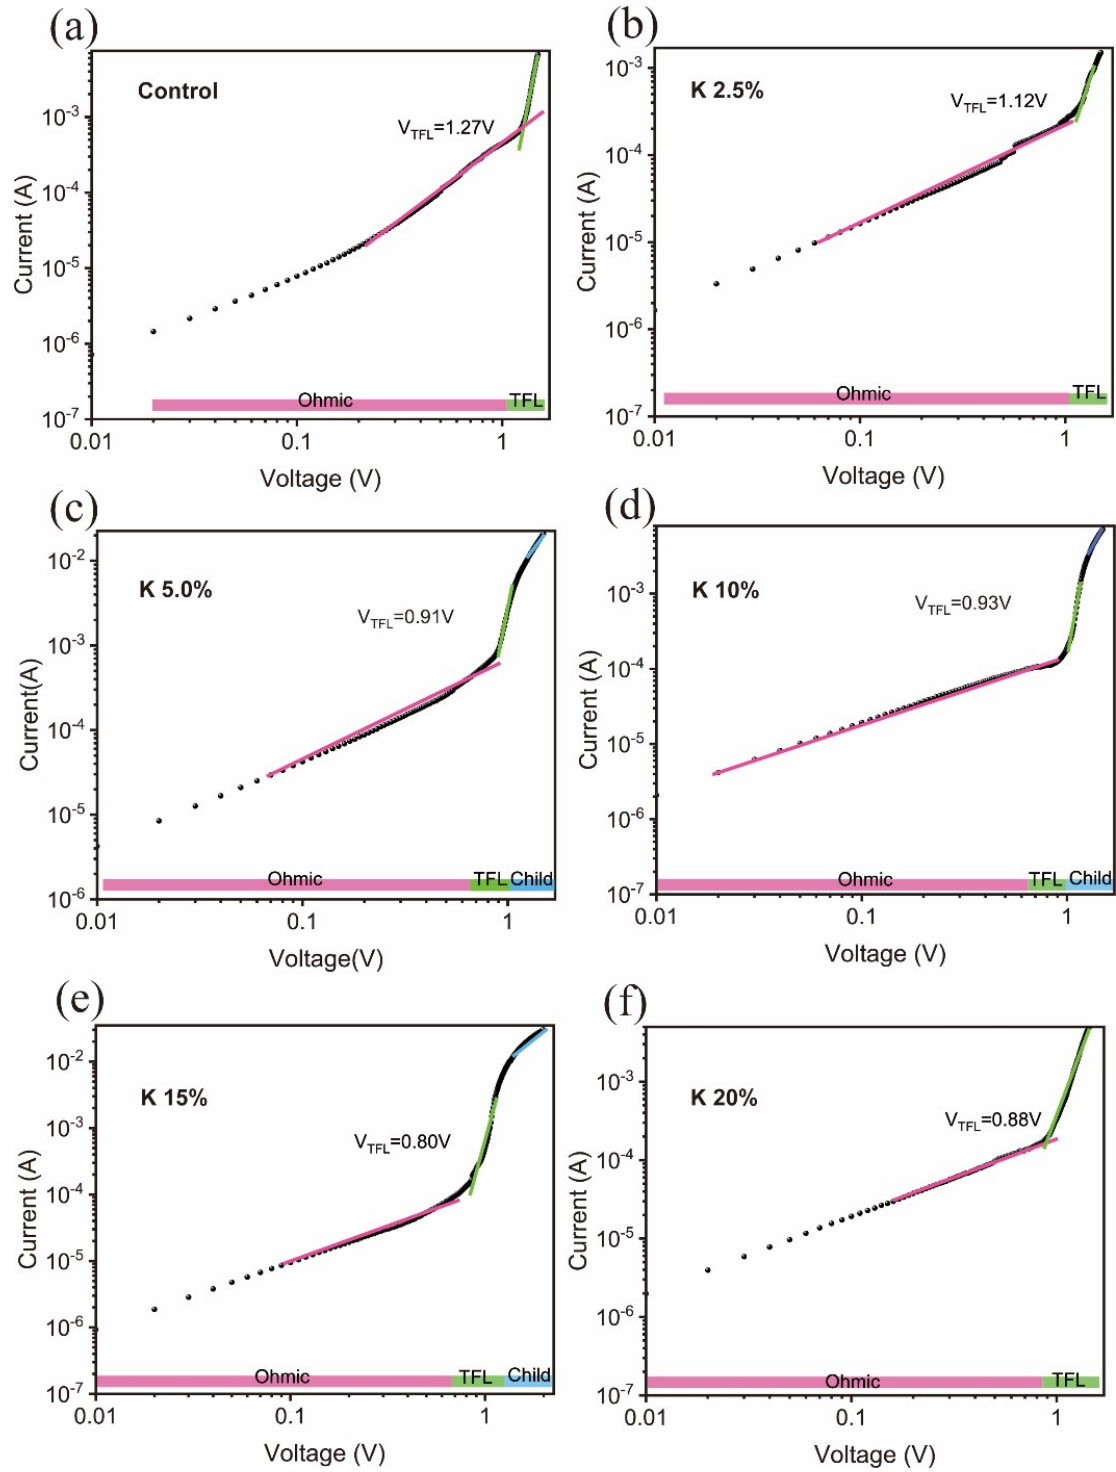 (a)
Control
V_TFL=1.27V
Current (A)
10^-3
10^-4
10^-5
10^-6
10^-7
Ohmic TFL
0.01 0.1 1
Voltage (V)
(b)
K 2.5%
V_TFL=1.12V
Current (A)
10^-3
10^-4
10^-5
10^-6
10^-7
Ohmic TFL
0.01 0.1 1
Voltage (V)
(c)
K 5.0%
V_TFL=0.91V
Current(A)
10^-2
10^-3
10^-4
10^-5
10^-6
Ohmic TFL Child
0.01 0.1 1
Voltage(V)
(d)
K 10%
V_TFL=0.93V
Current (A)
10^-3
10^-4
10^-5
10^-6
10^-7
Ohmic TFL Child
0.01 0.1 1
Voltage (V)
(e)
K 15%
V_TFL=0.80V
Current (A)
10^-2
10^-3
10^-4
10^-5
10^-6
10^-7
Ohmic TFL Child
0.01 0.1 1
Voltage (V)
(f)
K 20%
V_TFL=0.88V
Current (A)
10^-3
10^-4
10^-5
10^-6
10^-7
Ohmic TFL
0.01 0.1 1
Voltage (V)